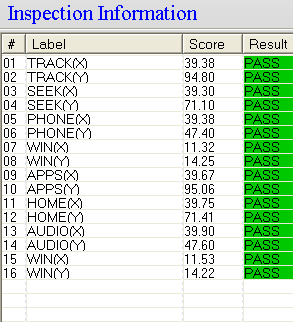 Inspection Information
# Label Score Result
01 TRACK(X) 39.38 PASS
02 TRACK(Y) 94.80 PASS
03 SEEK(X) 39.30 PASS
04 SEEK(Y) 71.10 PASS
05 PHONE(X) 39.38 PASS
06 PHONE(Y) 47.40 PASS
07 WIN(X) 11.32 PASS
08 WIN(Y) 14.25 PASS
09 APPS(X) 39.67 PASS
10 APPS(Y) 95.06 PASS
11 HOME(X) 39.75 PASS
12 HOME(Y) 71.41 PASS
13 AUDIO(X) 39.90 PASS
14 AUDIO(Y) 47.60 PASS
15 WIN(X) 11.53 PASS
16 WIN(Y) 14.22 PASS